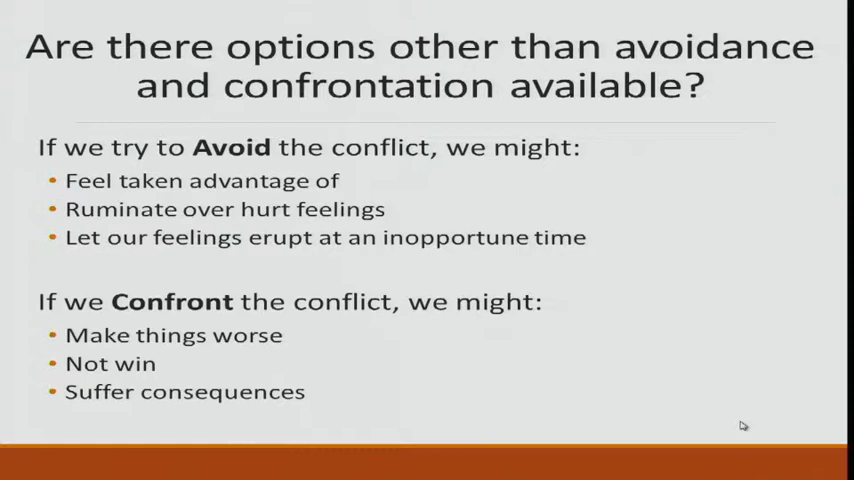 Are there options other than avoidance
and confrontation available?
If we try to Avoid the conflict, we might:
• Feel taken advantage of
• Ruminate over hurt feelings
• Let our feelings erupt at an inopportune time
If we Confront the conflict, we might:
• Make things worse
• Not win
• Suffer consequences